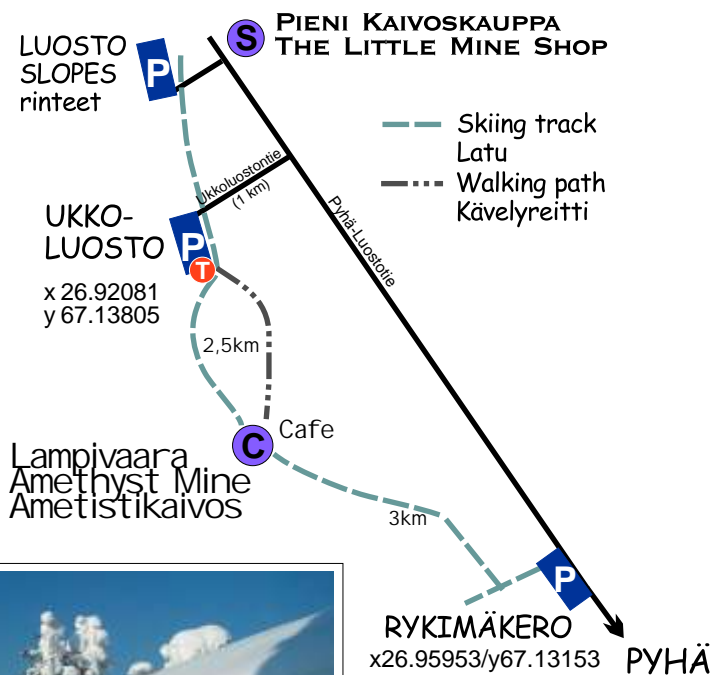 S
PIENI KAIVOSKAUPPA
THE LITTLE MINE SHOP
LUOSTO
SLOPES
rinteet
P
Skiing track
Latu
Walking path
Kävelyreitti
Ukkoluostontie
(1 km)
Pyhä-Luostotie
UKKO-
LUOSTO
P
T
x 26.92081
y 67.13805
2,5km
C
Cafe
Lampivaara
Amethyst Mine
Ametistikaivos
3km
P
RYKIMÄKERO
x26.95953/y67.13153
PYHÄ